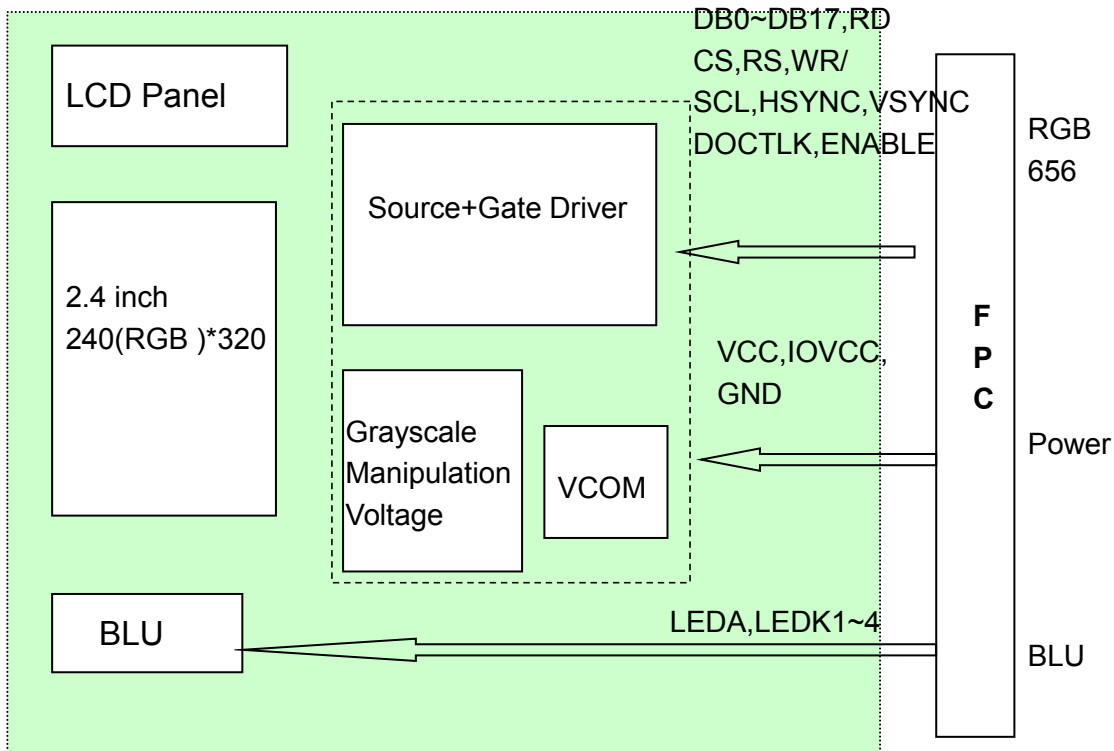 DB0~DB17,RD
CS,RS,WR/
SCL,HSYNC,VSYNC
DOCTLK,ENABLE
LCD Panel
RGB
656
Source+Gate Driver
2.4 inch
240(RGB )*320
F
P
C
VCC,IOVCC,
GND
Grayscale
Manipulation
Voltage
VCOM
Power
LEDA,LEDK1~4
BLU
BLU